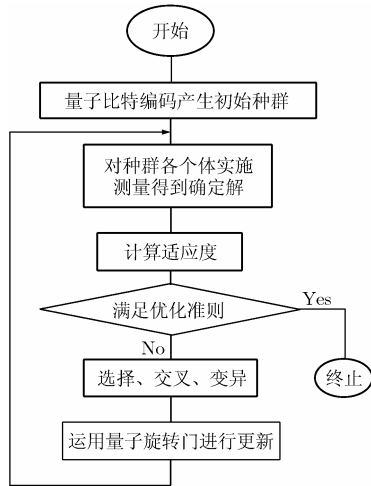 开始
量子比特编码产生初始种群
对种群各个体实施
测量得到确定解
计算适应度
满足优化准则
Yes
No
选择、交叉、变异
终止
运用量子旋转门进行更新